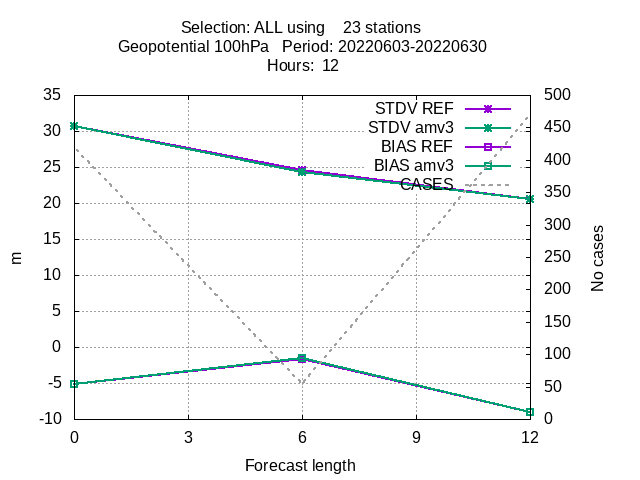 Selection: ALL using    23 stations
Geopotential 100hPa   Period: 20220603-20220630
Hours:  12
STDV REF
STDV amv3
BIAS REF
BIAS amv3
CASES
35
30
25
20
15
10
5
0
-5
-10
m
500
450
400
350
300
250
200
150
100
50
0
No cases
0 3 6 9 12
Forecast length